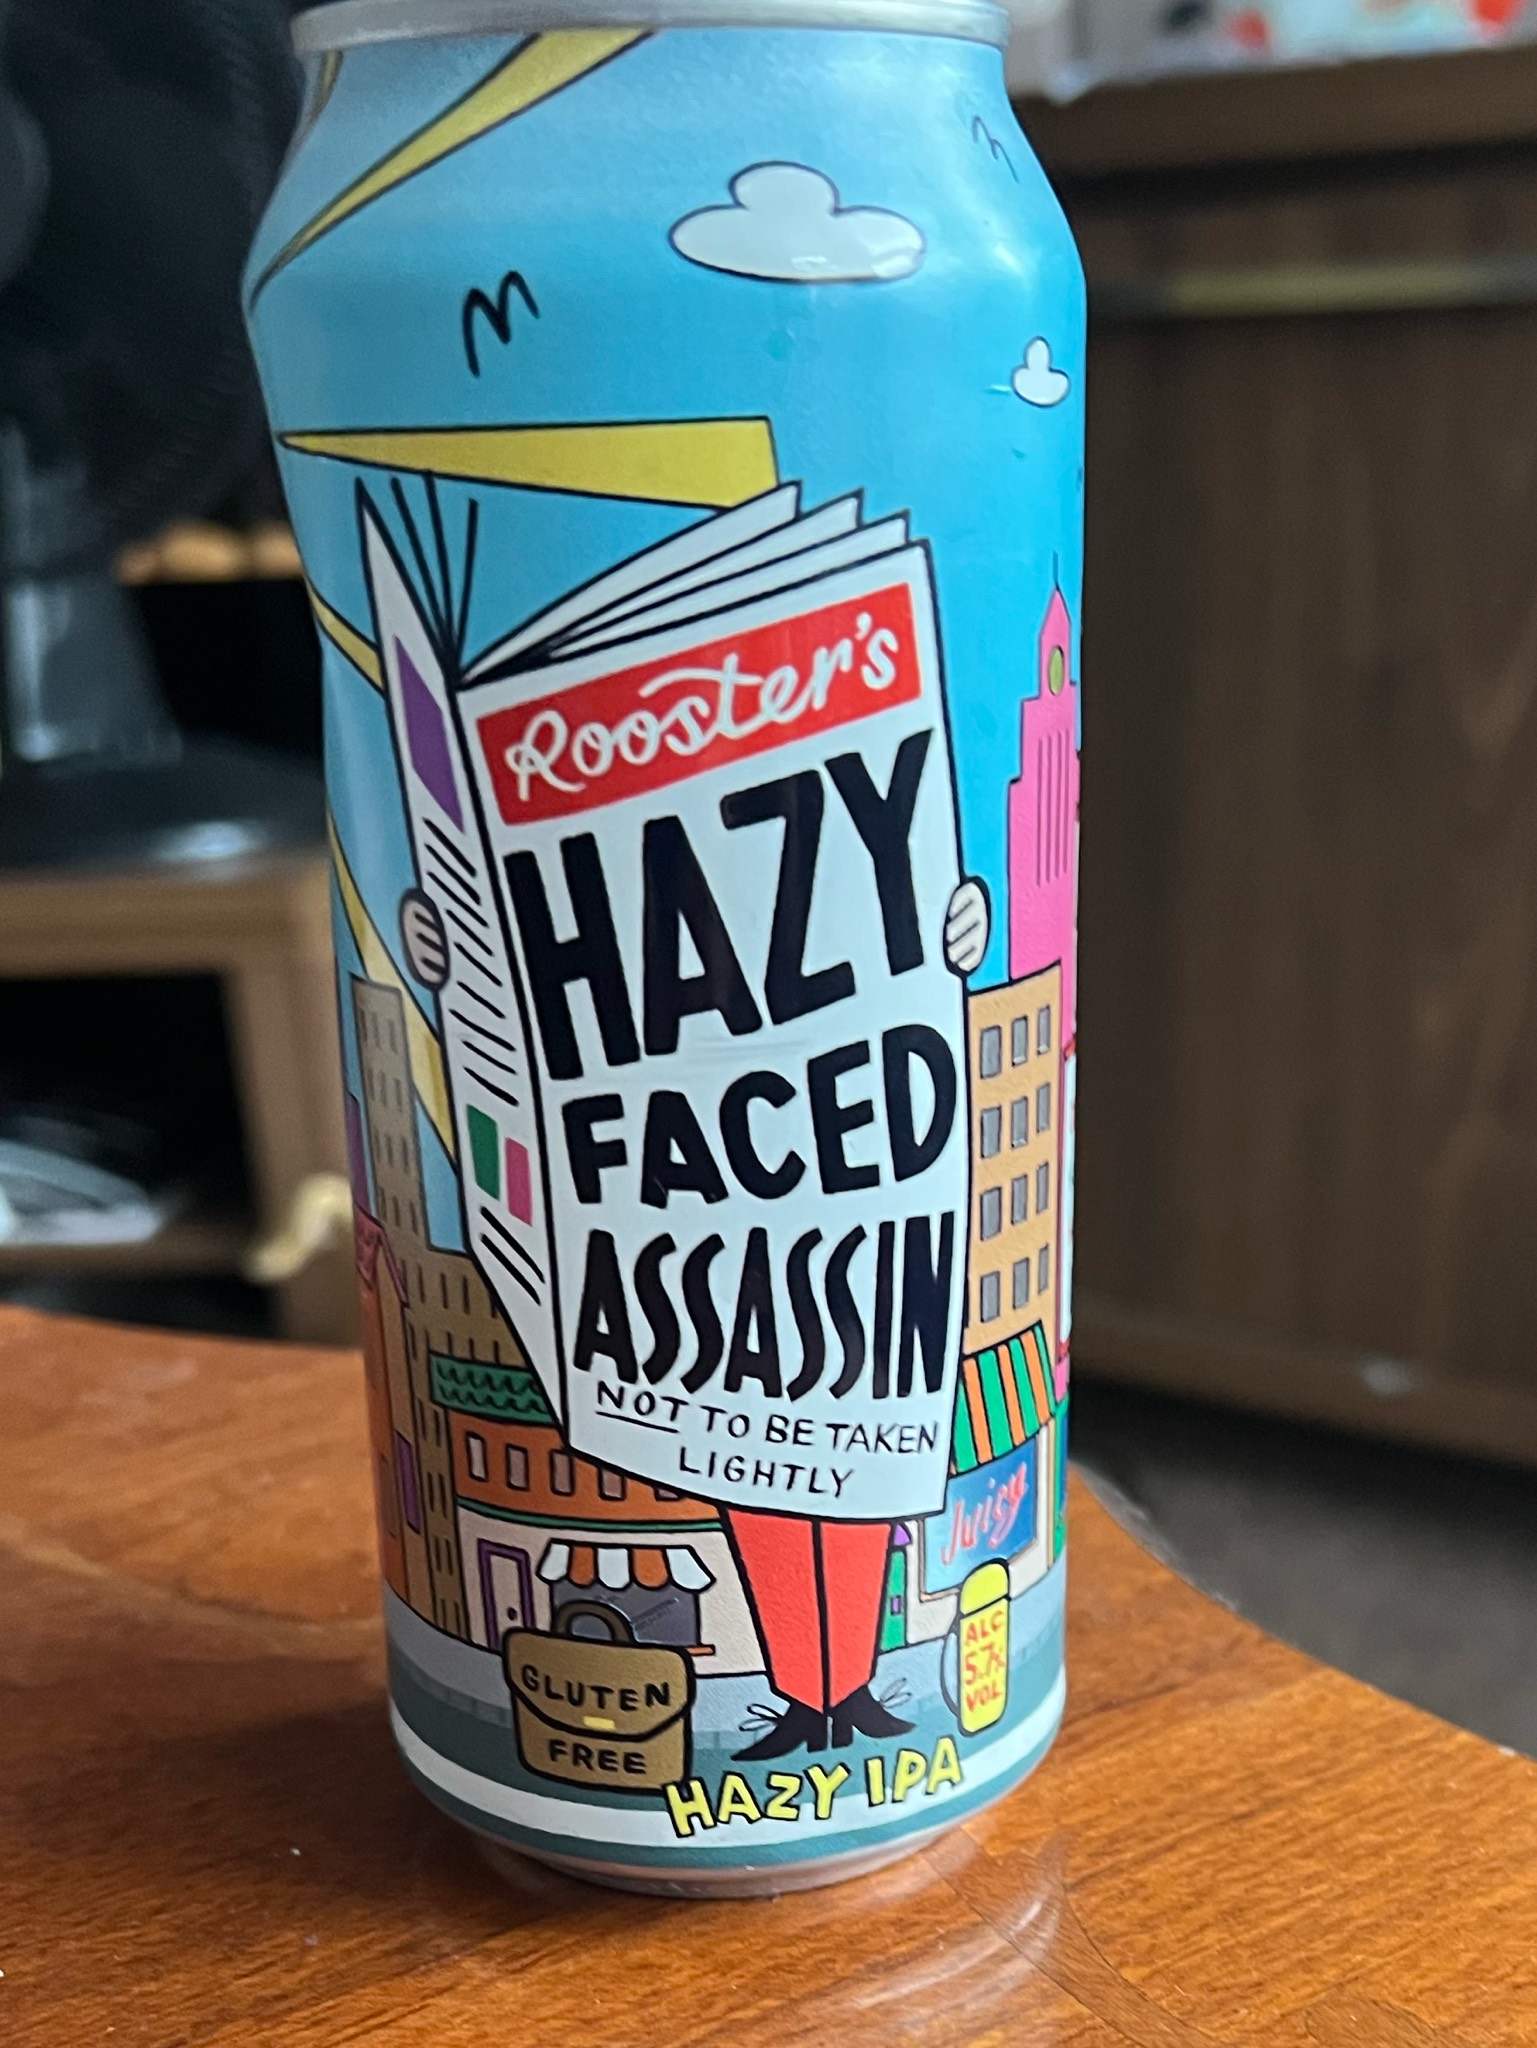 Rooster's
HAZY
FACED
ASSASSIN
NOT TO BE TAKEN
LIGHTLY
Juicy
ALC
5.7%
VOL
GLUTEN
FREE
HAZY IPA